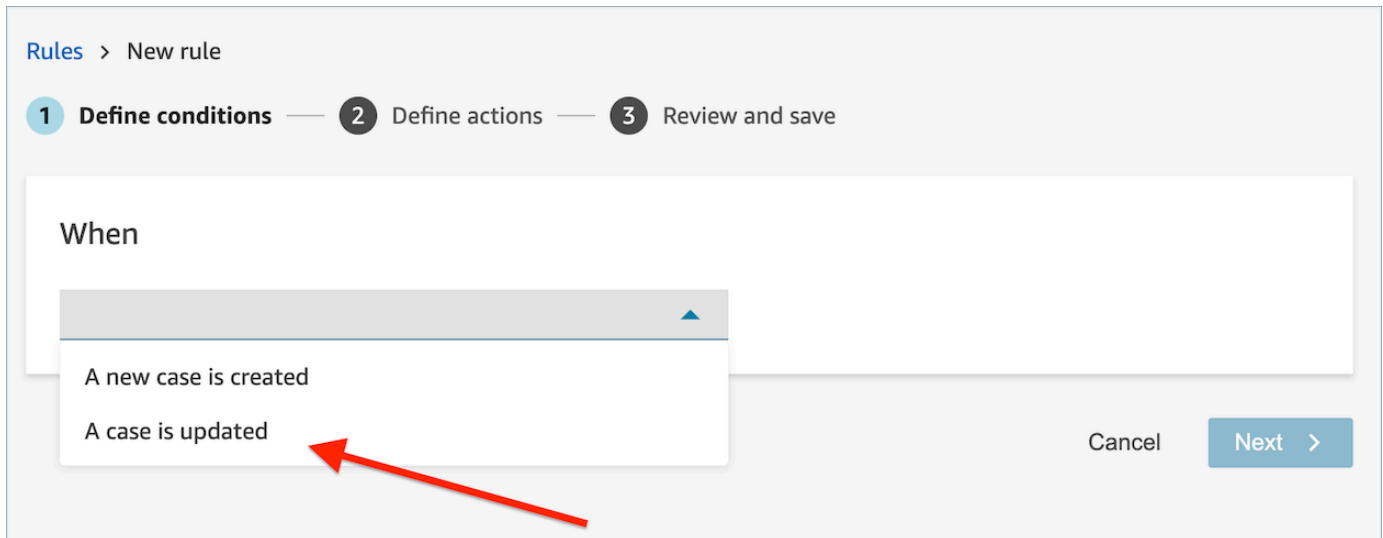 Rules > New rule
1 Define conditions 2 Define actions 3 Review and save
When
A new case is created
A case is updated
Cancel Next >